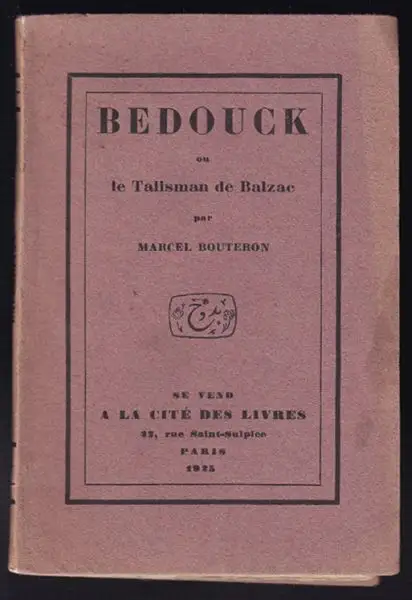 BEDOUCK
ou
le Talisman de Balzac
par
MARCEL BOUTERON
بدوح
SE VEND
A LA CITÉ DES LIVRES
27, rue Saint-Sulpice
PARIS
1925